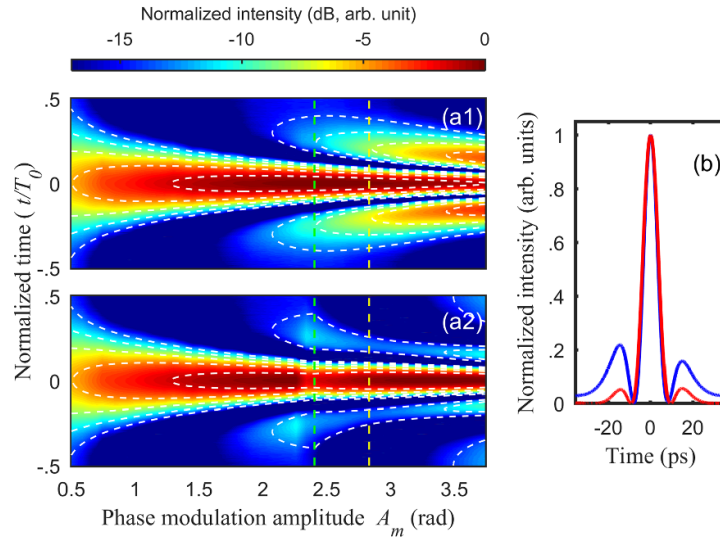 Normalized intensity (dB, arb. unit)
-15 -10 -5 0
Normalized time ( t/T0 )
.5
0
-.5
(a1)
.5
0
-.5
(a2)
0.5 1 1.5 2 2.5 3 3.5
Phase modulation amplitude Am (rad)
Normalized intensity (arb. units)
1
.8
.6
.4
.2
0
(b)
-20 0 20
Time (ps)